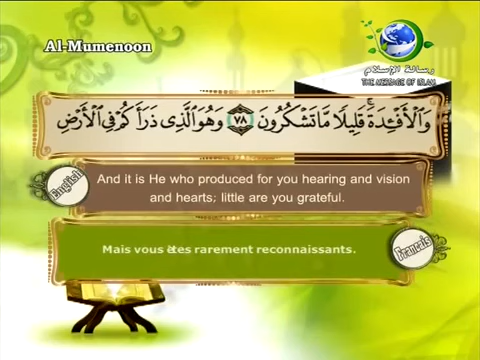 Al-Mumenoon
رسالة الإسلام
THE MESSAGE OF ISLAM
وَالْأَفْئِدَةَ ۚ قَلِيلًا مَّا تَشْكُرُونَ ٧٨ وَهُوَ الَّذِي ذَرَأَكُمْ فِي الْأَرْضِ
English
And it is He who produced for you hearing and vision
and hearts; little are you grateful.
Mais vous êtes rarement reconnaissants.
Francais